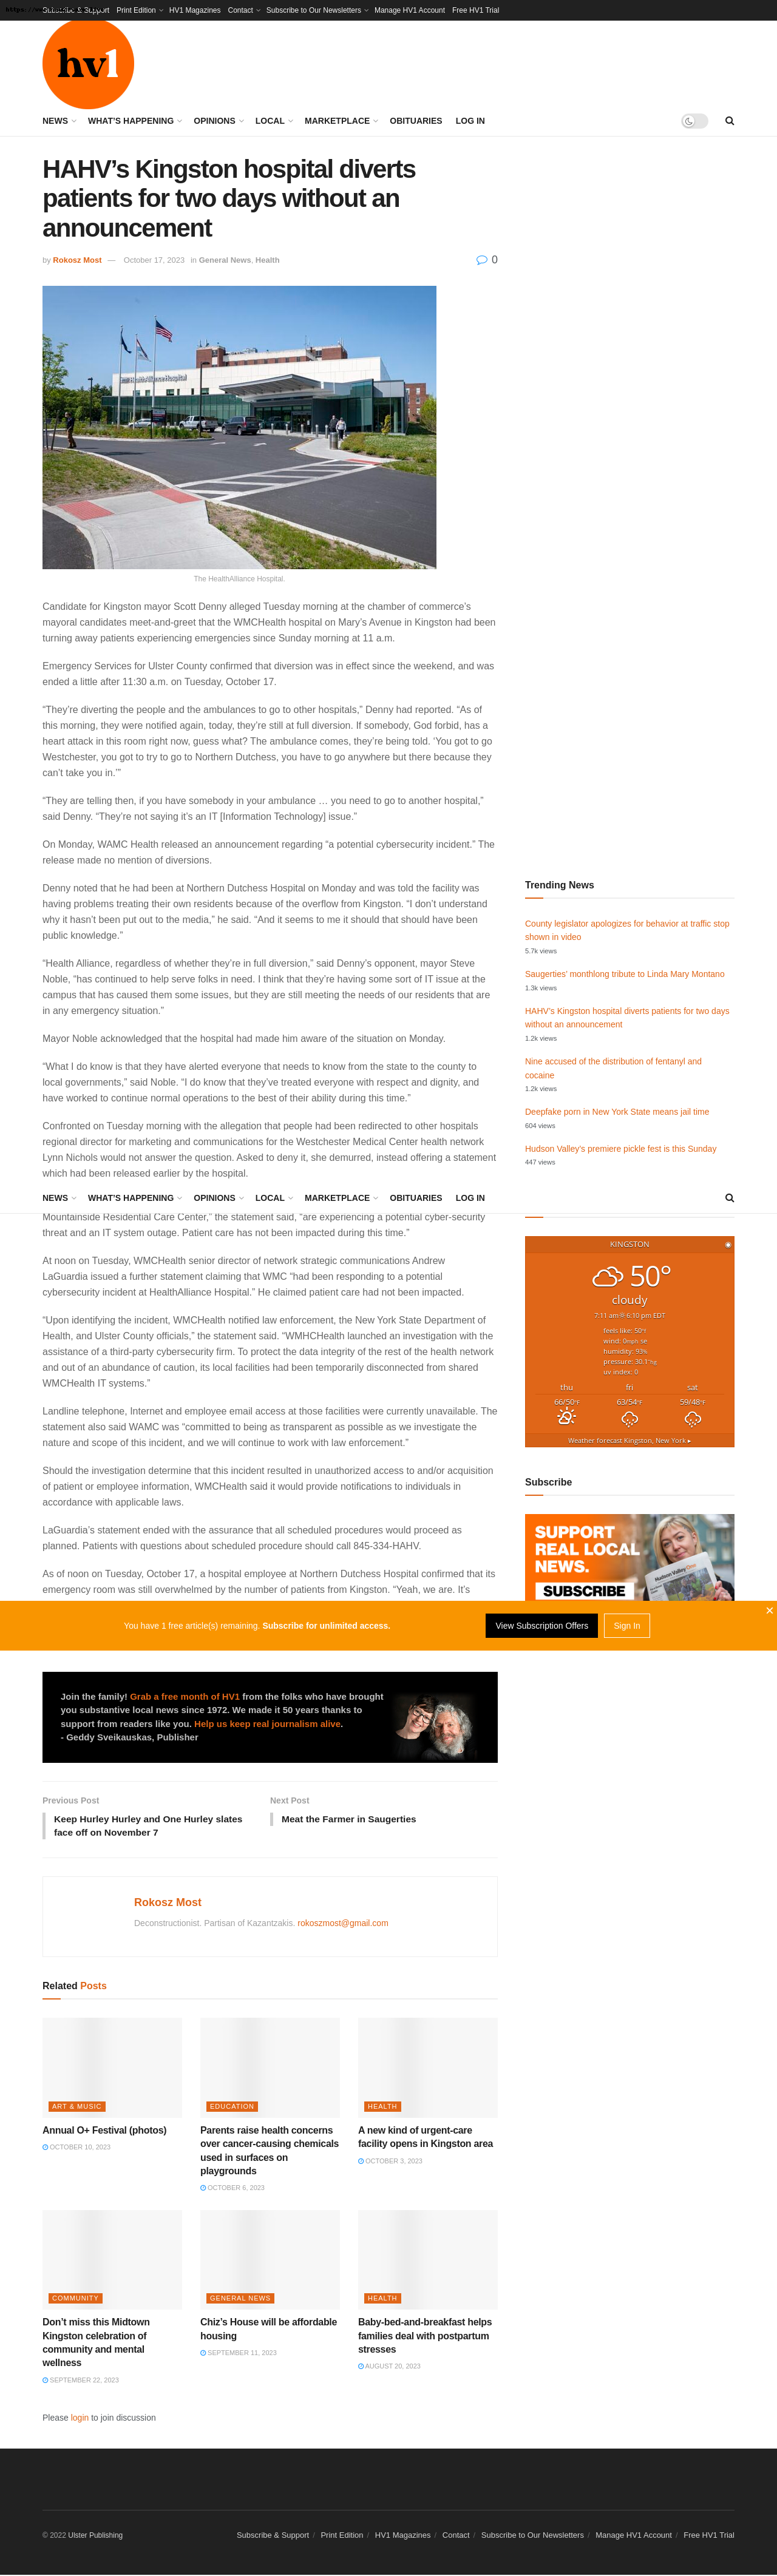 Subscribe & Support Print Edition HV1 Magazines Contact Subscribe to Our Newsletters Manage HV1 Account Free HV1 Trial
hv1
NEWS WHAT’S HAPPENING OPINIONS LOCAL MARKETPLACE OBITUARIES LOG IN
HAHV’s Kingston hospital diverts
patients for two days without an
announcement
by Rokosz Most — October 17, 2023 in General News, Health
0
HealthAlliance Hospital
The HealthAlliance Hospital.
Candidate for Kingston mayor Scott Denny alleged Tuesday morning at the chamber of commerce’s
mayoral candidates meet-and-greet that the WMCHealth hospital on Mary’s Avenue in Kingston had been
turning away patients experiencing emergencies since Sunday morning at 11 a.m.
Emergency Services for Ulster County confirmed that diversion was in effect since the weekend, and was
ended a little after 11:30 a.m. on Tuesday, October 17.
“They’re diverting the people and the ambulances to go to other hospitals,” Denny had reported. “As of
this morning, they were notified again, today, they’re still at full diversion. If somebody, God forbid, has a
heart attack in this room right now, guess what? The ambulance comes, they’re being told. ‘You got to go
Westchester, you got to try to go to Northern Dutchess, you have to go anywhere but there because they
can’t take you in.’”
“They are telling then, if you have somebody in your ambulance … you need to go to another hospital,”
said Denny. “They’re not saying it’s an IT [Information Technology] issue.”
On Monday, WAMC Health released an announcement regarding “a potential cybersecurity incident.” The
release made no mention of diversions.
Denny noted that he had been at Northern Dutchess Hospital on Monday and was told the facility was
having problems treating their own residents because of the overflow from Kingston. “I don’t understand
why it hasn’t been put out to the media,” he said. “And it seems to me it should that should have been
public knowledge.”
“Health Alliance, regardless of whether they’re in full diversion,” said Denny’s opponent, mayor Steve
Noble, “has continued to help serve folks in need. I think that they’re having some sort of IT issue at the
campus that has caused them some issues, but they are still meeting the needs of our residents that are
in any emergency situation.”
Mayor Noble acknowledged that the hospital had made him aware of the situation on Monday.
“What I do know is that they have alerted everyone that needs to know from the state to the county to
local governments,” said Noble. “I do know that they’ve treated everyone with respect and dignity, and
have worked to continue normal operations to the best of their ability during this time.”
Confronted on Tuesday morning with the allegation that people had been redirected to other hospitals
regional director for marketing and communications for the Westchester Medical Center health network
Lynn Nichols would not answer the question. Asked to deny it, she demurred, instead offering a statement
which had been released earlier by the hospital.
NEWS WHAT’S HAPPENING OPINIONS LOCAL MARKETPLACE OBITUARIES LOG IN
Mountainside Residential Care Center,” the statement said, “are experiencing a potential cyber-security
threat and an IT system outage. Patient care has not been impacted during this time.”
At noon on Tuesday, WMCHealth senior director of network strategic communications Andrew
LaGuardia issued a further statement claiming that WMC “had been responding to a potential
cybersecurity incident at HealthAlliance Hospital.” He claimed patient care had not been impacted.
“Upon identifying the incident, WMCHealth notified law enforcement, the New York State Department of
Health, and Ulster County officials,” the statement said. “WMHCHealth launched an investigation with the
assistance of a third-party cybersecurity firm. To protect the data integrity of the rest of the health network
and out of an abundance of caution, its local facilities had been temporarily disconnected from shared
WMCHealth IT systems.”
Landline telephone, Internet and employee email access at these facilities were currently unavailable. The
statement also said WAMC was “committed to being as transparent as possible as we investigate the
nature and scope of this incident, and we will continue to work with law enforcement.”
Should the investigation determine that this incident resulted in unauthorized access to and/or acquisition
of patient or employee information, WMCHealth said it would provide notifications to individuals in
accordance with applicable laws.
LaGuardia’s statement ended with the assurance that all scheduled procedures would proceed as
planned. Patients with questions about scheduled procedure should call 845-334-HAHV.
As of noon on Tuesday, October 17, a hospital employee at Northern Dutchess Hospital confirmed that its
emergency room was still overwhelmed by the number of patients from Kingston. “Yeah, we are. It’s
Trending News
County legislator apologizes for behavior at traffic stop
shown in video
5.7k views
Saugerties’ monthlong tribute to Linda Mary Montano
1.3k views
HAHV’s Kingston hospital diverts patients for two days
without an announcement
1.2k views
Nine accused of the distribution of fentanyl and
cocaine
1.2k views
Deepfake porn in New York State means jail time
604 views
Hudson Valley’s premiere pickle fest is this Sunday
447 views
KINGSTON
50°
cloudy
7:11 am 6:10 pm EDT
feels like: 50°F
wind: 0mph se
humidity: 93%
pressure: 30.1"Hg
uv index: 0
thu fri sat
66/50°F 63/54°F 59/48°F
Weather forecast Kingston, New York ▸
Subscribe
SUPPORT
REAL LOCAL
NEWS.
SUBSCRIBE
You have 1 free article(s) remaining. Subscribe for unlimited access.
View Subscription Offers
Sign In
×
Join the family! Grab a free month of HV1 from the folks who have brought
you substantive local news since 1972. We made it 50 years thanks to
support from readers like you. Help us keep real journalism alive.
- Geddy Sveikauskas, Publisher
Previous Post
Keep Hurley Hurley and One Hurley slates
face off on November 7
Next Post
Meat the Farmer in Saugerties
Rokosz Most
Deconstructionist. Partisan of Kazantzakis. rokoszmost@gmail.com
Related Posts
ART & MUSIC
Annual O+ Festival (photos)
OCTOBER 10, 2023
EDUCATION
Parents raise health concerns
over cancer-causing chemicals
used in surfaces on
playgrounds
OCTOBER 6, 2023
HEALTH
A new kind of urgent-care
facility opens in Kingston area
OCTOBER 3, 2023
COMMUNITY
Don’t miss this Midtown
Kingston celebration of
community and mental
wellness
SEPTEMBER 22, 2023
GENERAL NEWS
Chiz’s House will be affordable
housing
SEPTEMBER 11, 2023
HEALTH
Baby-bed-and-breakfast helps
families deal with postpartum
stresses
AUGUST 20, 2023
Please login to join discussion
© 2022 Ulster Publishing
Subscribe & Support / Print Edition / HV1 Magazines / Contact / Subscribe to Our Newsletters / Manage HV1 Account / Free HV1 Trial